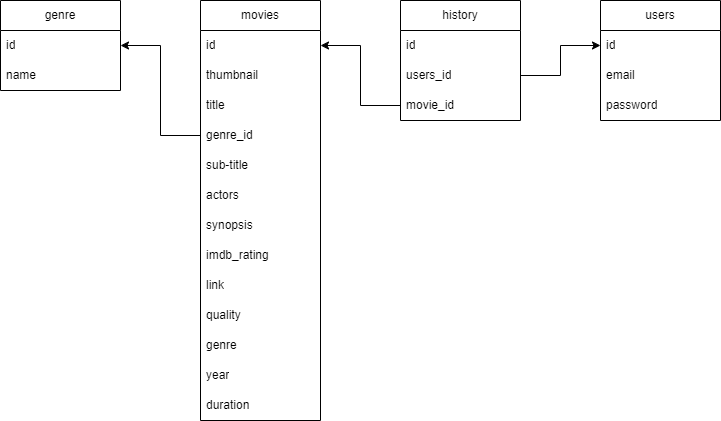 genre
id
name
movies
id
thumbnail
title
genre_id
sub-title
actors
synopsis
imdb_rating
link
quality
genre
year
duration
history
id
users_id
movie_id
users
id
email
password